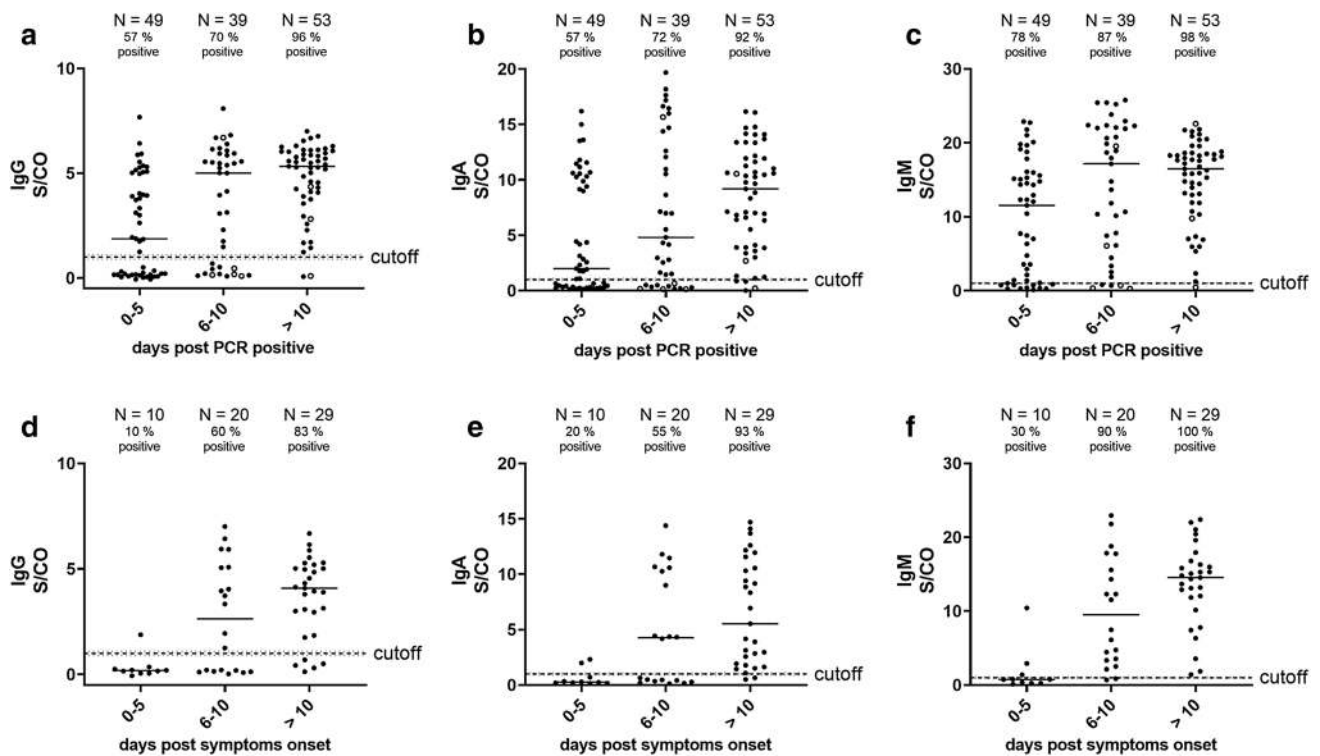 a
N = 49 N = 39 N = 53
57 % 70 % 96 %
positive positive positive
10
5
0
IgG
S/CO
cutoff
0-5 6-10 > 10
days post PCR positive
b
N = 49 N = 39 N = 53
57 % 72 % 92 %
positive positive positive
20
15
10
5
0
IgA
S/CO
cutoff
0-5 6-10 > 10
days post PCR positive
c
N = 49 N = 39 N = 53
78 % 87 % 98 %
positive positive positive
30
20
10
0
IgM
S/CO
cutoff
0-5 6-10 > 10
days post PCR positive
d
N = 10 N = 20 N = 29
10 % 60 % 83 %
positive positive positive
10
5
0
IgG
S/CO
cutoff
0-5 6-10 > 10
days post symptoms onset
e
N = 10 N = 20 N = 29
20 % 55 % 93 %
positive positive positive
20
15
10
5
0
IgA
S/CO
cutoff
0-5 6-10 > 10
days post symptoms onset
f
N = 10 N = 20 N = 29
30 % 90 % 100 %
positive positive positive
30
20
10
0
IgM
S/CO
cutoff
0-5 6-10 > 10
days post symptoms onset